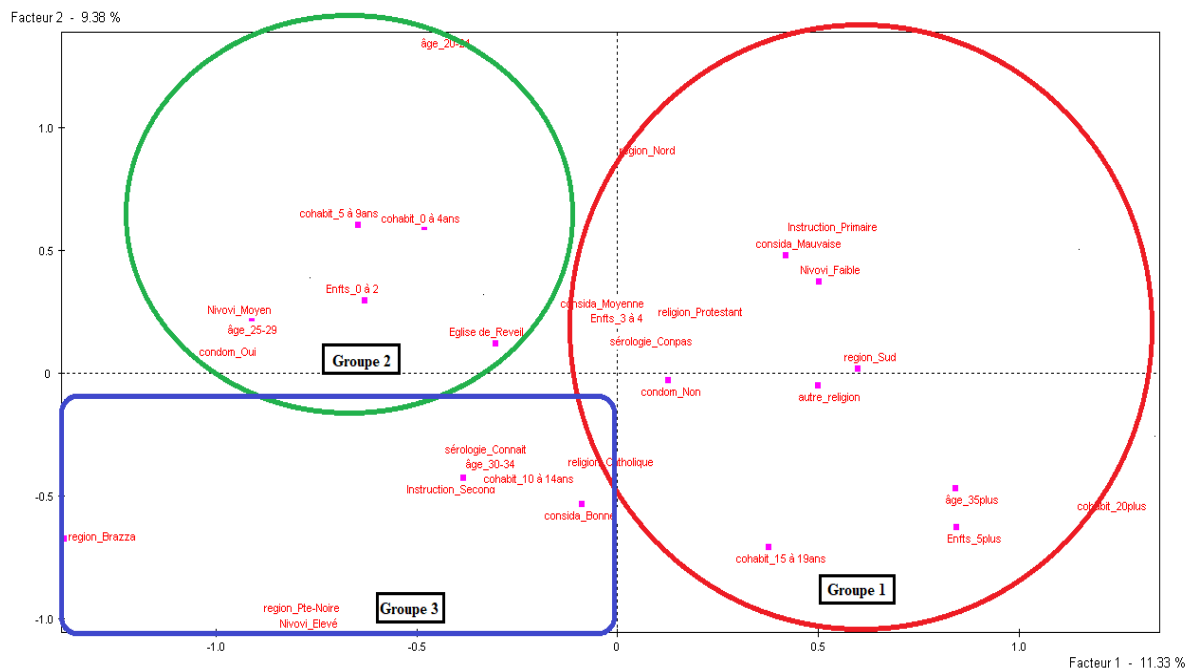 Facteur 2 - 9.38 %
âge_20-24
1.0
region_Nord
cohabit_5 à 9ans
cohabit_0 à 4ans
Instruction_Primaire
consida_Mauvaise
0.5
Nivovi_Faible
Enfts_0 à 2
consida_Moyenne
Nivovi_Moyen
religion_Protestant
Enfts_3 à 4
âge_25-29
Eglise de_Reveil
sérologie_Conpas
condom_Oui
Groupe 2
region_Sud
0
condom_Non
autre_religion
sérologie_Connait
âge_30-34
religion_Catholique
cohabit_10 à 14ans
Instruction_Second
-0.5
âge_35plus
cohabit_20plus
consida_Bonne
region_Brazza
Enfts_5plus
cohabit_15 à 19ans
Groupe 1
region_Pte-Noire
Groupe 3
-1.0
Nivovi_Elevé
-1.0
-0.5
0
0.5
1.0
Facteur 1 - 11.33 %